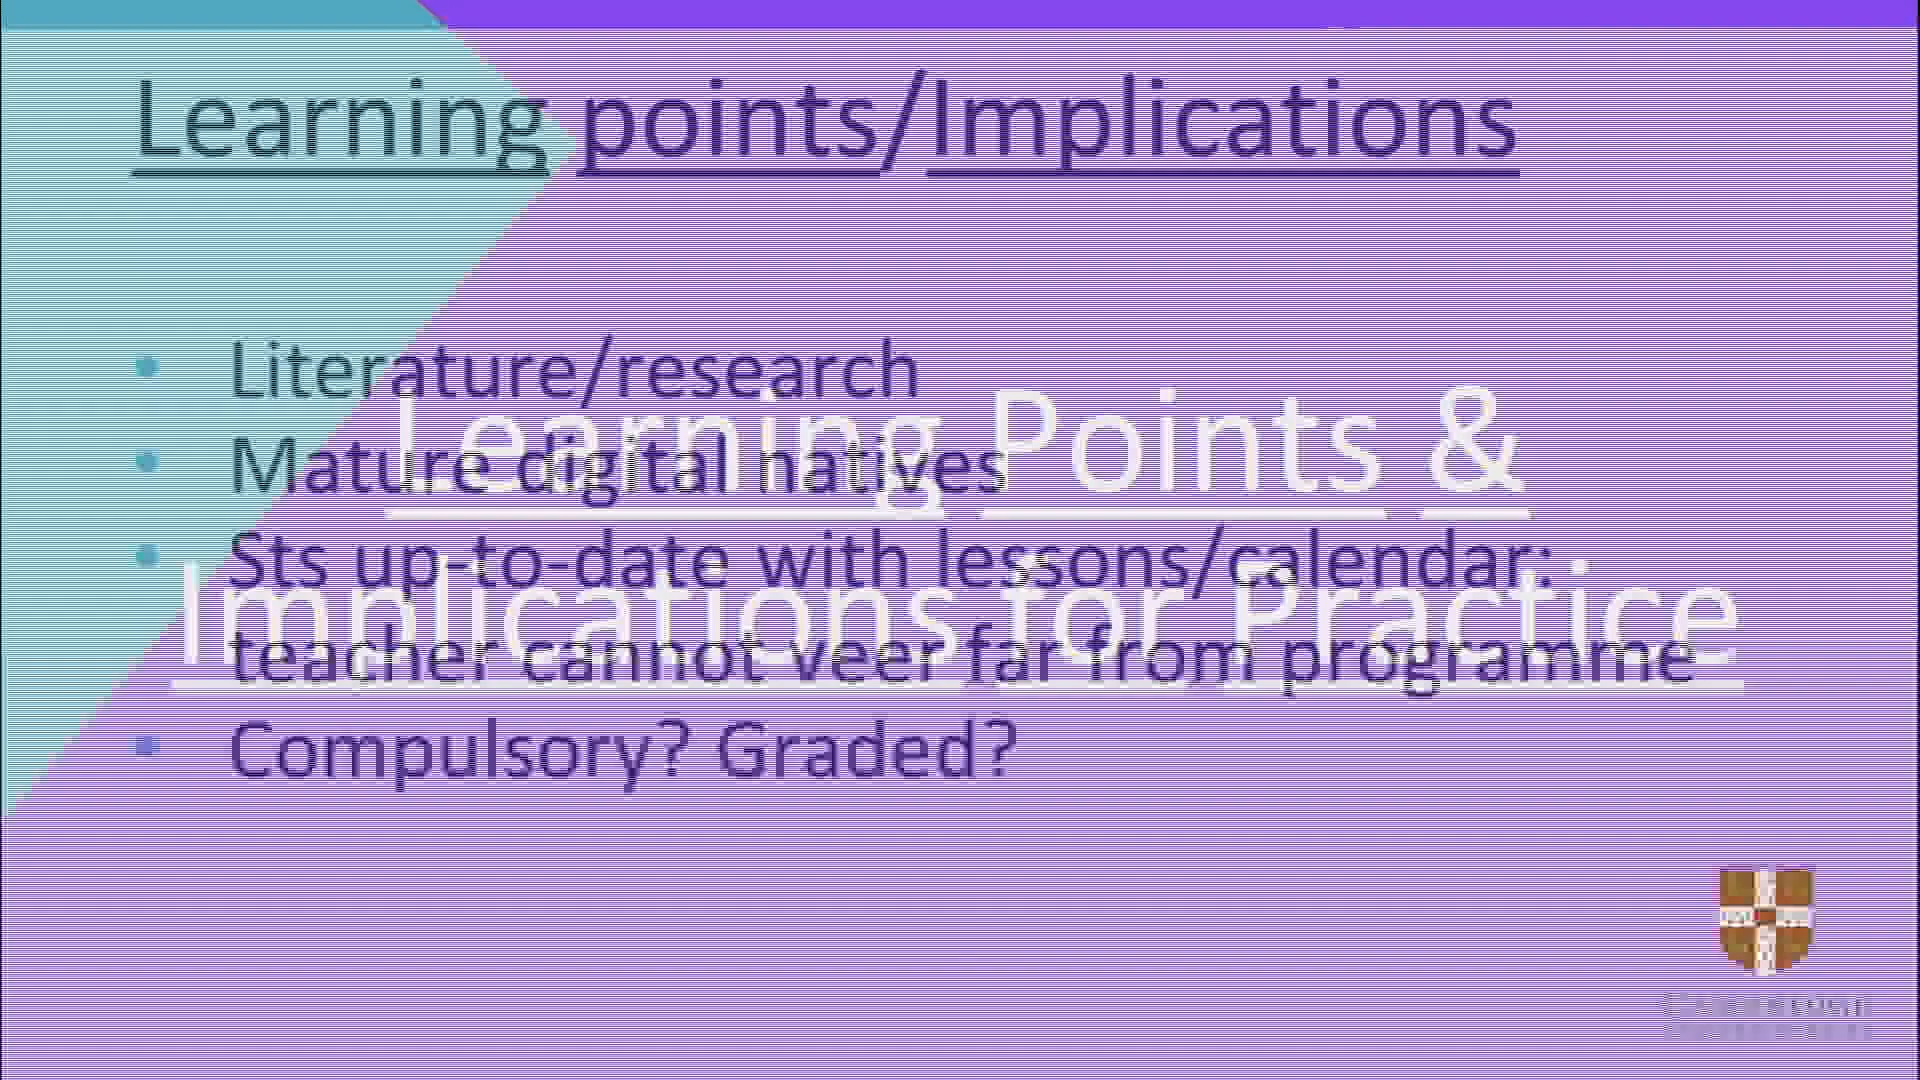 Learning points/Implications
Literature/research
Learning Points &
Mature digital natives
Sts up-to-date with lessons/calendar:
Implications for Practice
teacher cannot veer far from programme
Compulsory? Graded?